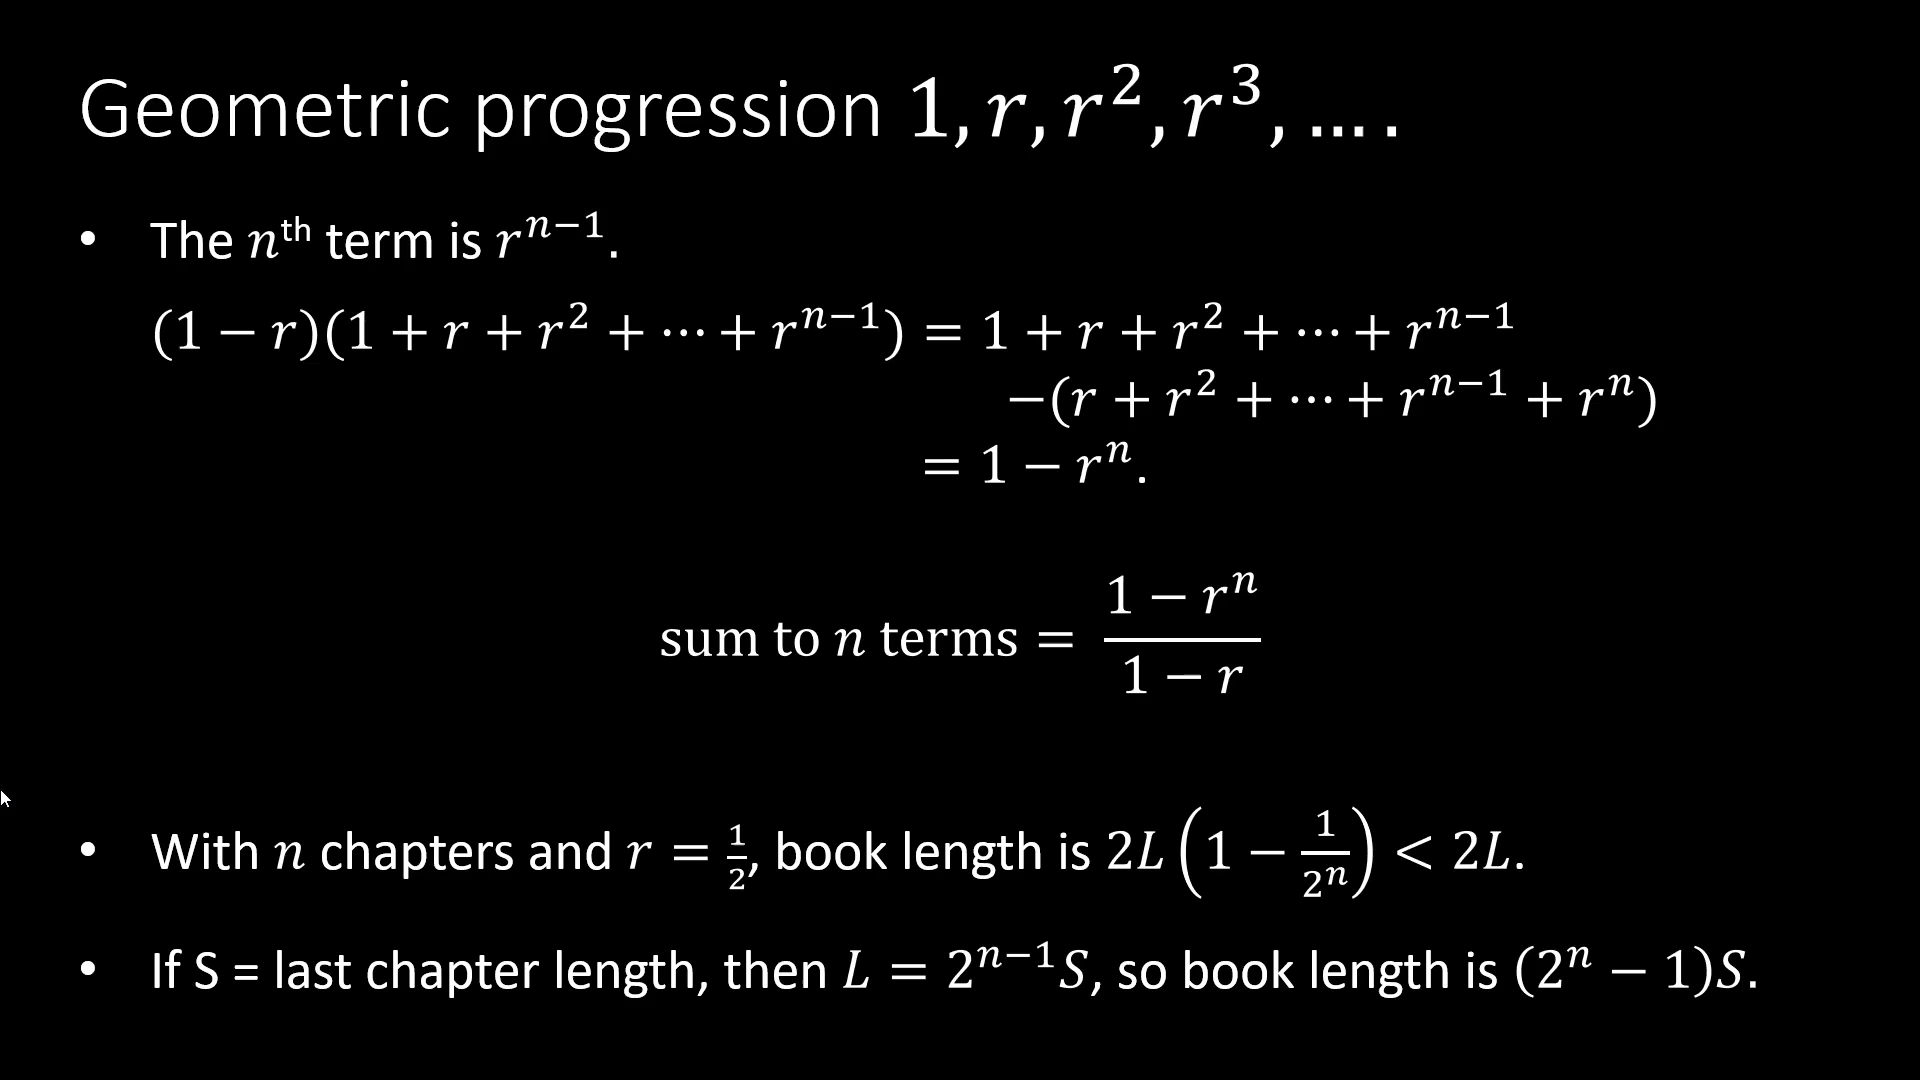 Geometric progression 1, r, r², r³, … .
• The nᵗʰ term is rⁿ⁻¹.
(1 − r)(1 + r + r² + ⋯ + rⁿ⁻¹) = 1 + r + r² + ⋯ + rⁿ⁻¹
−(r + r² + ⋯ + rⁿ⁻¹ + rⁿ)
= 1 − rⁿ.
sum to n terms = (1 − rⁿ)/(1 − r)
• With n chapters and r = 1/2, book length is 2L(1 − 1/2ⁿ) < 2L.
• If S = last chapter length, then L = 2ⁿ⁻¹S, so book length is (2ⁿ − 1)S.